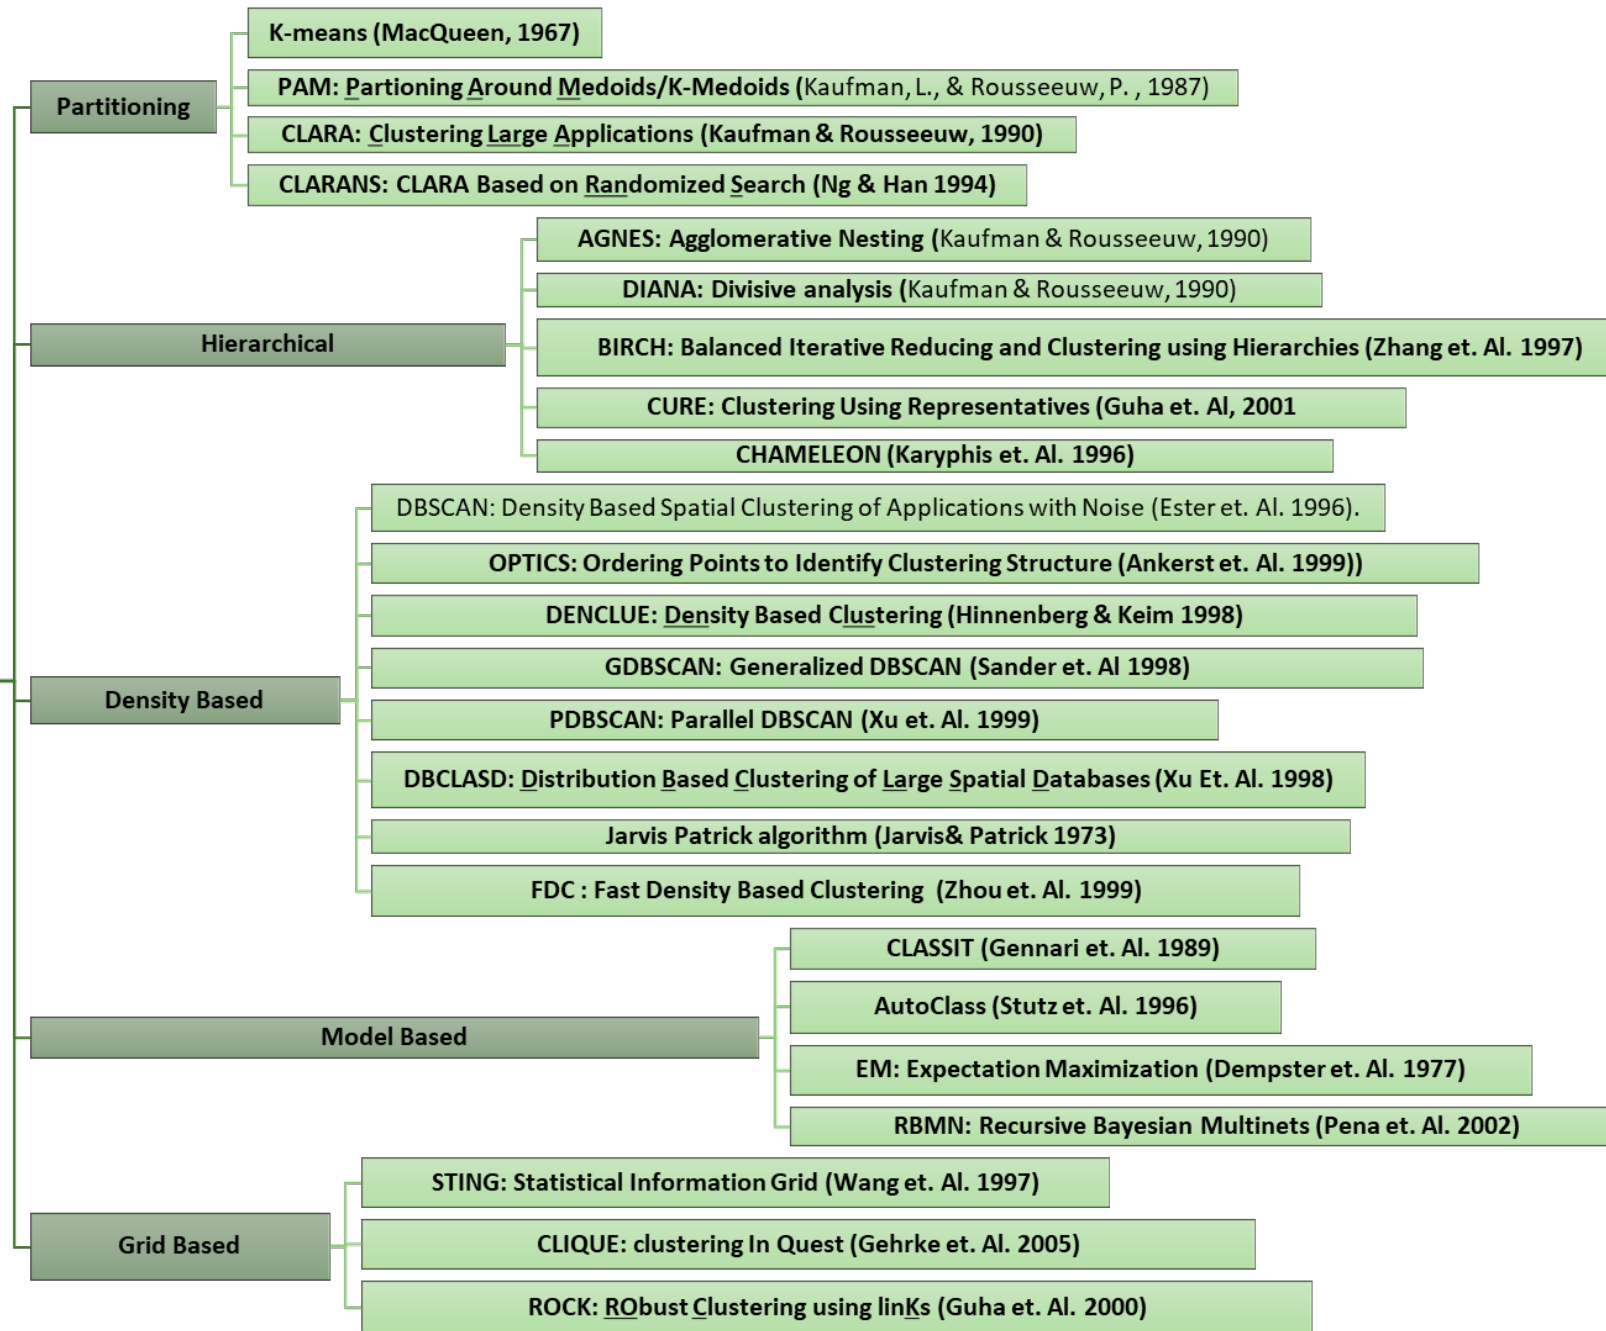 Partitioning
K-means (MacQueen, 1967)
PAM: Partioning Around Medoids/K-Medoids (Kaufman, L., & Rousseeuw, P. , 1987)
CLARA: Clustering Large Applications (Kaufman & Rousseeuw, 1990)
CLARANS: CLARA Based on Randomized Search (Ng & Han 1994)
Hierarchical
AGNES: Agglomerative Nesting (Kaufman & Rousseeuw, 1990)
DIANA: Divisive analysis (Kaufman & Rousseeuw, 1990)
BIRCH: Balanced Iterative Reducing and Clustering using Hierarchies (Zhang et. Al. 1997)
CURE: Clustering Using Representatives (Guha et. Al, 2001
CHAMELEON (Karyphis et. Al. 1996)
Density Based
DBSCAN: Density Based Spatial Clustering of Applications with Noise (Ester et. Al. 1996).
OPTICS: Ordering Points to Identify Clustering Structure (Ankerst et. Al. 1999))
DENCLUE: Density Based Clustering (Hinnenberg & Keim 1998)
GDBSCAN: Generalized DBSCAN (Sander et. Al 1998)
PDBSCAN: Parallel DBSCAN (Xu et. Al. 1999)
DBCLASD: Distribution Based Clustering of Large Spatial Databases (Xu Et. Al. 1998)
Jarvis Patrick algorithm (Jarvis& Patrick 1973)
FDC : Fast Density Based Clustering (Zhou et. Al. 1999)
Model Based
CLASSIT (Gennari et. Al. 1989)
AutoClass (Stutz et. Al. 1996)
EM: Expectation Maximization (Dempster et. Al. 1977)
RBMN: Recursive Bayesian Multinets (Pena et. Al. 2002)
Grid Based
STING: Statistical Information Grid (Wang et. Al. 1997)
CLIQUE: clustering In Quest (Gehrke et. Al. 2005)
ROCK: RObust Clustering using linKs (Guha et. Al. 2000)